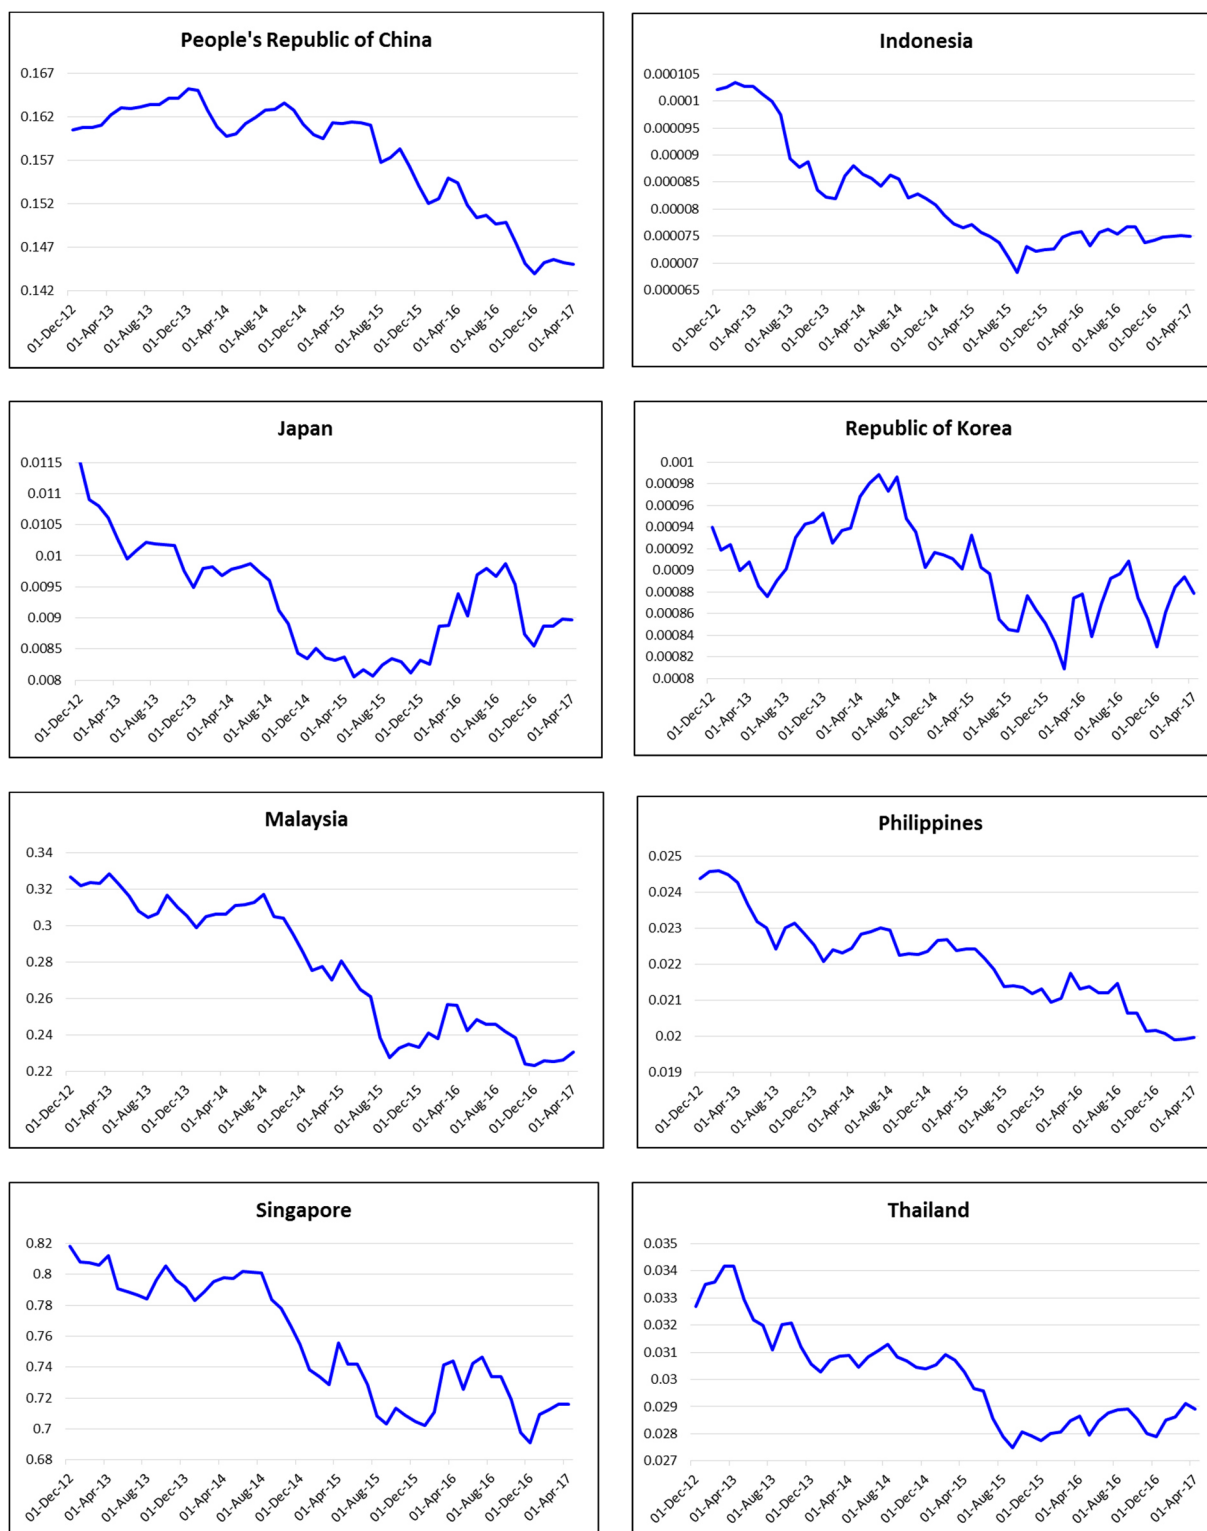 People's Republic of China
0.167
0.162
0.157
0.152
0.147
0.142
01-Dec-12
01-Apr-13
01-Aug-13
01-Dec-13
01-Apr-14
01-Aug-14
01-Dec-14
01-Apr-15
01-Aug-15
01-Dec-15
01-Apr-16
01-Aug-16
01-Dec-16
01-Apr-17
Indonesia
0.000105
0.0001
0.000095
0.00009
0.000085
0.00008
0.000075
0.00007
0.000065
01-Dec-12
01-Apr-13
01-Aug-13
01-Dec-13
01-Apr-14
01-Aug-14
01-Dec-14
01-Apr-15
01-Aug-15
01-Dec-15
01-Apr-16
01-Aug-16
01-Dec-16
01-Apr-17
Japan
0.0115
0.011
0.0105
0.01
0.0095
0.009
0.0085
0.008
01-Dec-12
01-Apr-13
01-Aug-13
01-Dec-13
01-Apr-14
01-Aug-14
01-Dec-14
01-Apr-15
01-Aug-15
01-Dec-15
01-Apr-16
01-Aug-16
01-Dec-16
01-Apr-17
Republic of Korea
0.001
0.00098
0.00096
0.00094
0.00092
0.0009
0.00088
0.00086
0.00084
0.00082
0.0008
01-Dec-12
01-Apr-13
01-Aug-13
01-Dec-13
01-Apr-14
01-Aug-14
01-Dec-14
01-Apr-15
01-Aug-15
01-Dec-15
01-Apr-16
01-Aug-16
01-Dec-16
01-Apr-17
Malaysia
0.34
0.32
0.3
0.28
0.26
0.24
0.22
01-Dec-12
01-Apr-13
01-Aug-13
01-Dec-13
01-Apr-14
01-Aug-14
01-Dec-14
01-Apr-15
01-Aug-15
01-Dec-15
01-Apr-16
01-Aug-16
01-Dec-16
01-Apr-17
Philippines
0.025
0.024
0.023
0.022
0.021
0.02
0.019
01-Dec-12
01-Apr-13
01-Aug-13
01-Dec-13
01-Apr-14
01-Aug-14
01-Dec-14
01-Apr-15
01-Aug-15
01-Dec-15
01-Apr-16
01-Aug-16
01-Dec-16
01-Apr-17
Singapore
0.82
0.8
0.78
0.76
0.74
0.72
0.7
0.68
01-Dec-12
01-Apr-13
01-Aug-13
01-Dec-13
01-Apr-14
01-Aug-14
01-Dec-14
01-Apr-15
01-Aug-15
01-Dec-15
01-Apr-16
01-Aug-16
01-Dec-16
01-Apr-17
Thailand
0.035
0.034
0.033
0.032
0.031
0.03
0.029
0.028
0.027
01-Dec-12
01-Apr-13
01-Aug-13
01-Dec-13
01-Apr-14
01-Aug-14
01-Dec-14
01-Apr-15
01-Aug-15
01-Dec-15
01-Apr-16
01-Aug-16
01-Dec-16
01-Apr-17